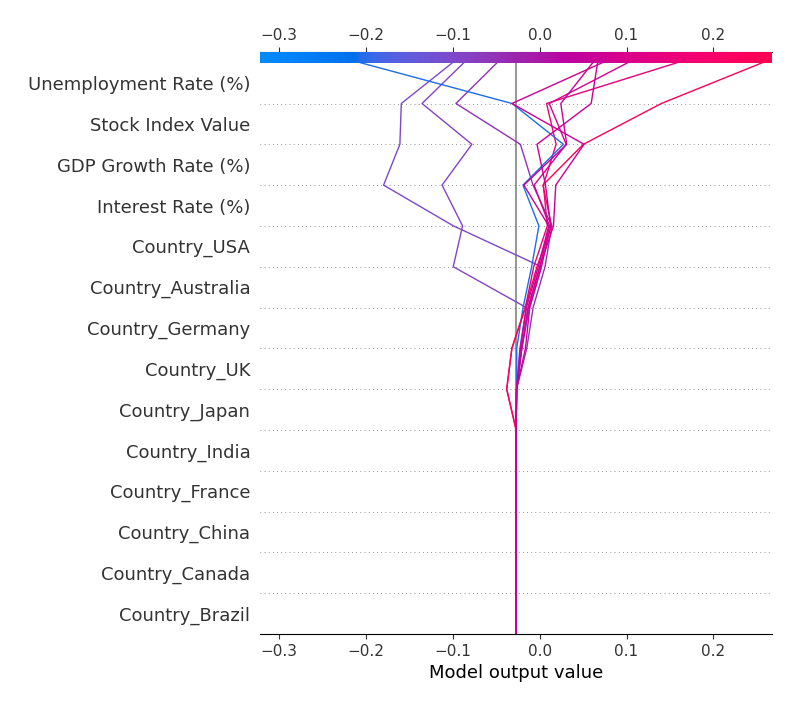 −0.3 −0.2 −0.1 0.0 0.1 0.2
Unemployment Rate (%)
Stock Index Value
GDP Growth Rate (%)
Interest Rate (%)
Country_USA
Country_Australia
Country_Germany
Country_UK
Country_Japan
Country_India
Country_France
Country_China
Country_Canada
Country_Brazil
−0.3 −0.2 −0.1 0.0 0.1 0.2
Model output value